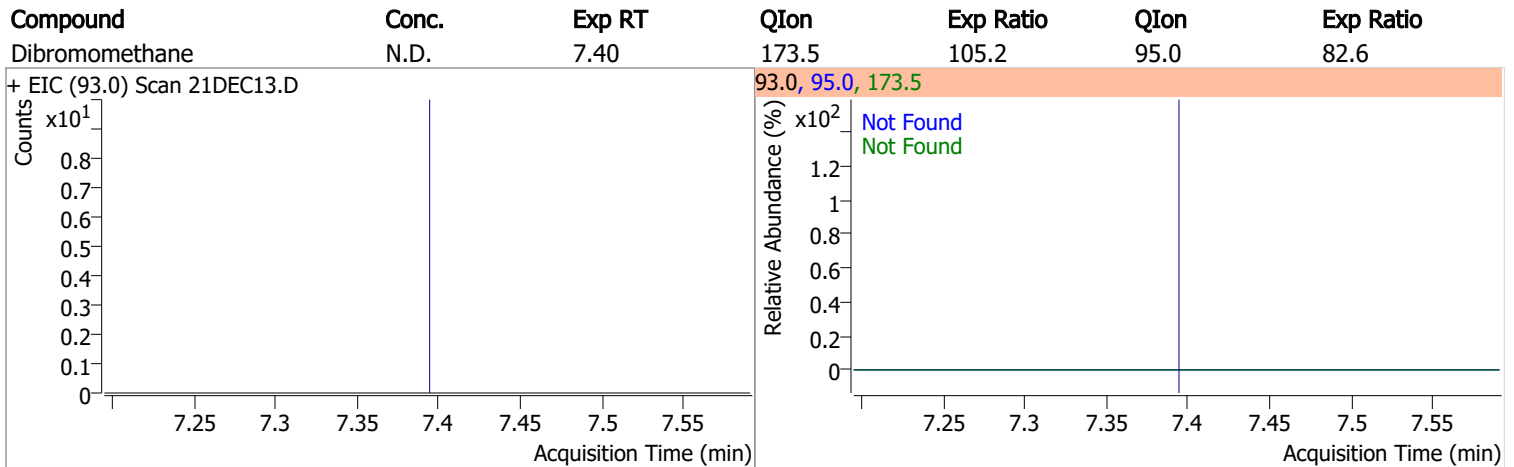 Compound Conc. Exp RT QIon Exp Ratio QIon Exp Ratio
Dibromomethane N.D. 7.40 173.5 105.2 95.0 82.6
+ EIC (93.0) Scan 21DEC13.D
Counts
x10¹
0.8
0.7
0.6
0.5
0.4
0.3
0.2
0.1
0
7.25 7.3 7.35 7.4 7.45 7.5 7.55
Acquisition Time (min)
93.0, 95.0, 173.5
Relative Abundance (%)
x10²
Not Found
Not Found
1.2
1
0.8
0.6
0.4
0.2
0
7.25 7.3 7.35 7.4 7.45 7.5 7.55
Acquisition Time (min)